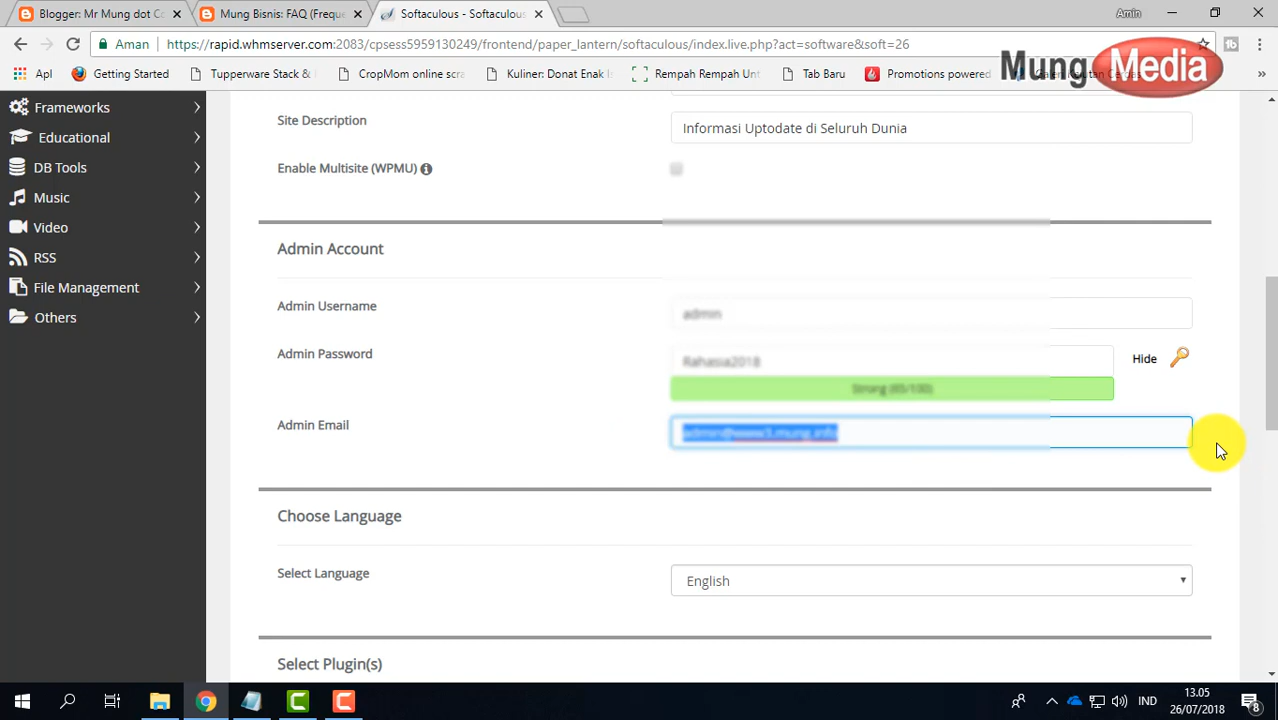 Blogger: Mr Mung dot C
Mung Bisnis: FAQ (Freque
Softaculous - Softaculous
Amin
Aman
https://rapid.whmserver.com:2083/cpsess5959130249/frontend/paper_lantern/softaculous/index.live.php?act=software&soft=26
Apl
Getting Started
Tupperware Stack &
CropMom online scra
Kuliner: Donat Enak I
Rempah Rempah Unt
Tab Baru
Promotions powered
Mung Media
Frameworks
Educational
DB Tools
Music
Video
RSS
File Management
Others
Site Description
Informasi Uptodate di Seluruh Dunia
Enable Multisite (WPMU)
Admin Account
Admin Username
admin
Admin Password
Hide
Admin Email
Choose Language
Select Language
English
Select Plugin(s)
IND
13.05
26/07/2018
8